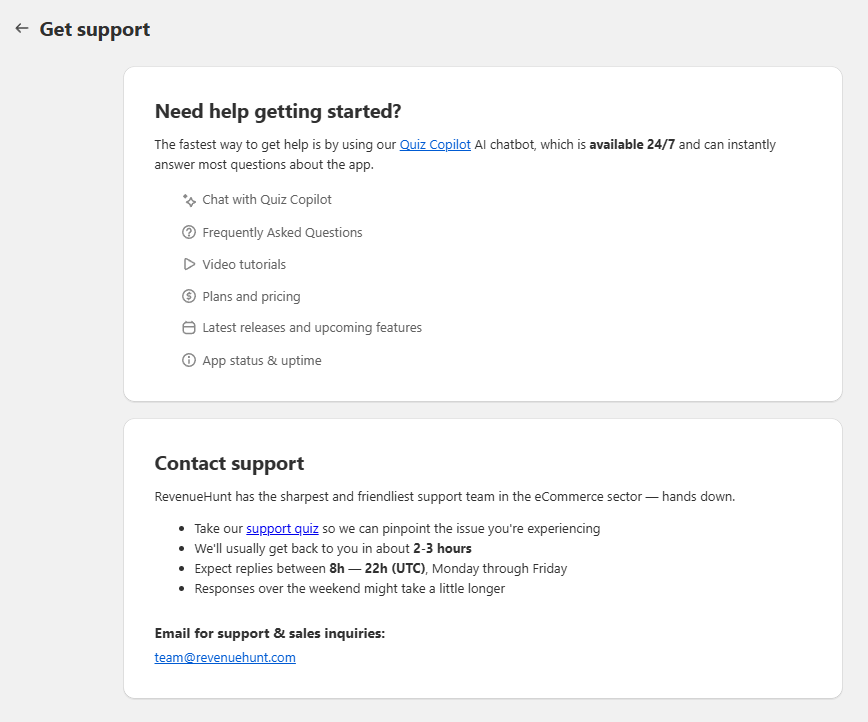 Get support
Need help getting started?
The fastest way to get help is by using our Quiz Copilot AI chatbot, which is available 24/7 and can instantly
answer most questions about the app.
Chat with Quiz Copilot
Frequently Asked Questions
Video tutorials
Plans and pricing
Latest releases and upcoming features
App status & uptime
Contact support
RevenueHunt has the sharpest and friendliest support team in the eCommerce sector — hands down.
Take our support quiz so we can pinpoint the issue you're experiencing
We'll usually get back to you in about 2-3 hours
Expect replies between 8h — 22h (UTC), Monday through Friday
Responses over the weekend might take a little longer
Email for support & sales inquiries:
team@revenuehunt.com